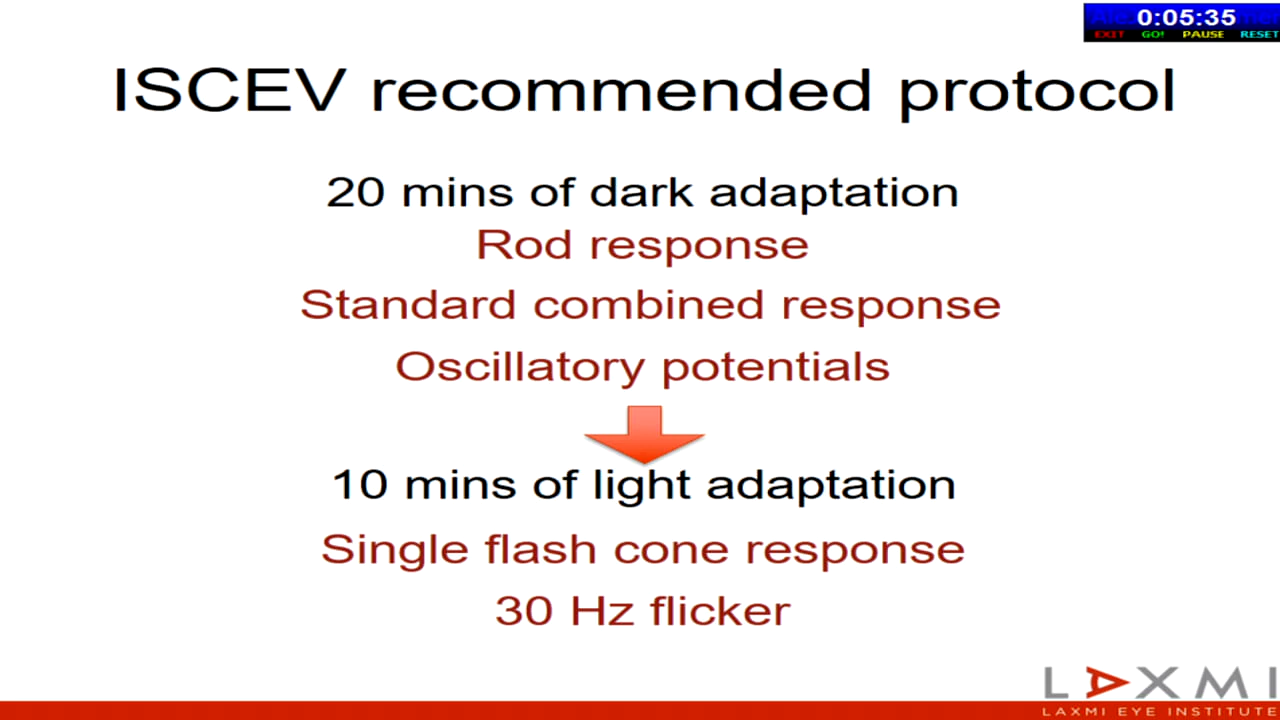 0:05:35
EXIT GO! PAUSE RESET
ISCEV recommended protocol
20 mins of dark adaptation
Rod response
Standard combined response
Oscillatory potentials
10 mins of light adaptation
Single flash cone response
30 Hz flicker
LAXMI
LAXMI EYE INSTITUTE